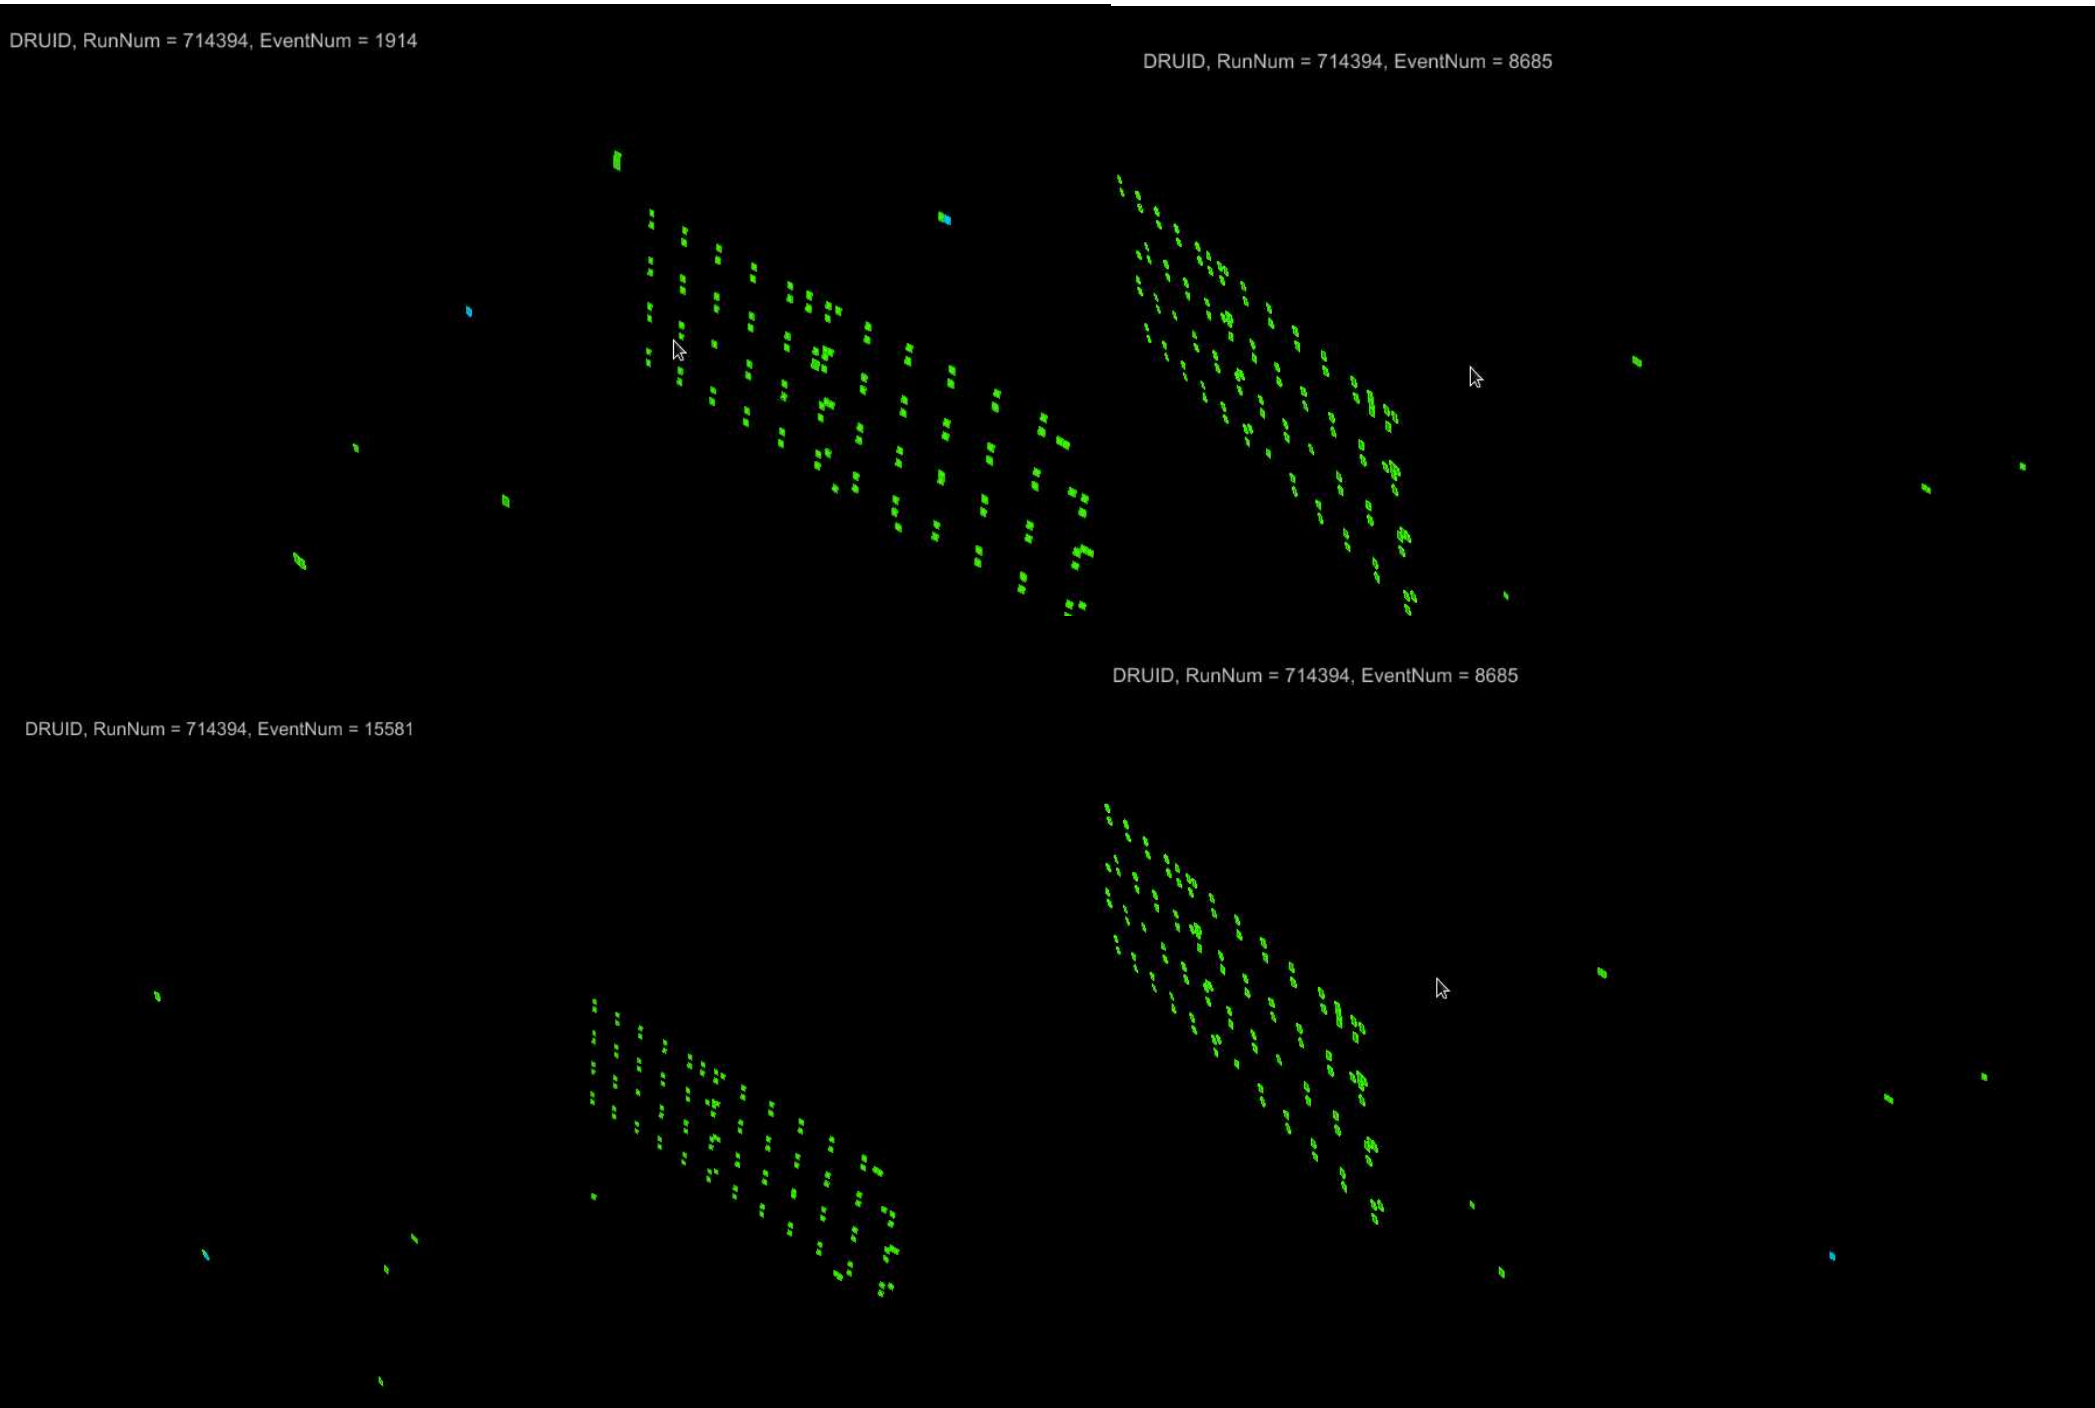 DRUID, RunNum = 714394, EventNum = 1914
DRUID, RunNum = 714394, EventNum = 8685
DRUID, RunNum = 714394, EventNum = 15581
DRUID, RunNum = 714394, EventNum = 8685